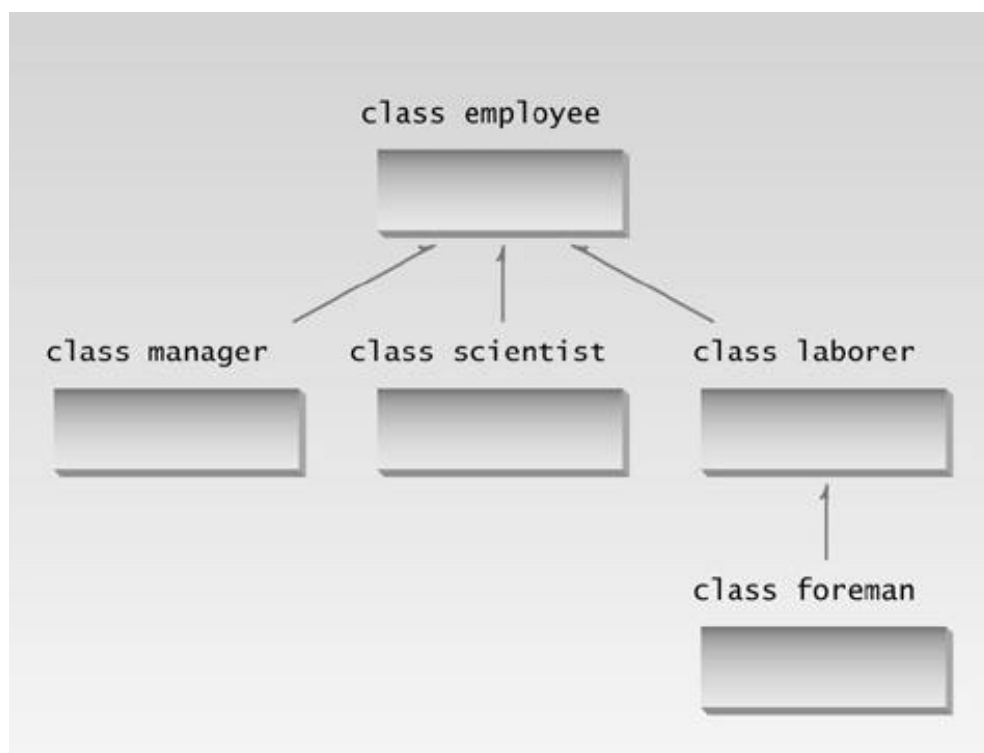 class employee
class manager
class scientist
class laborer
class foreman